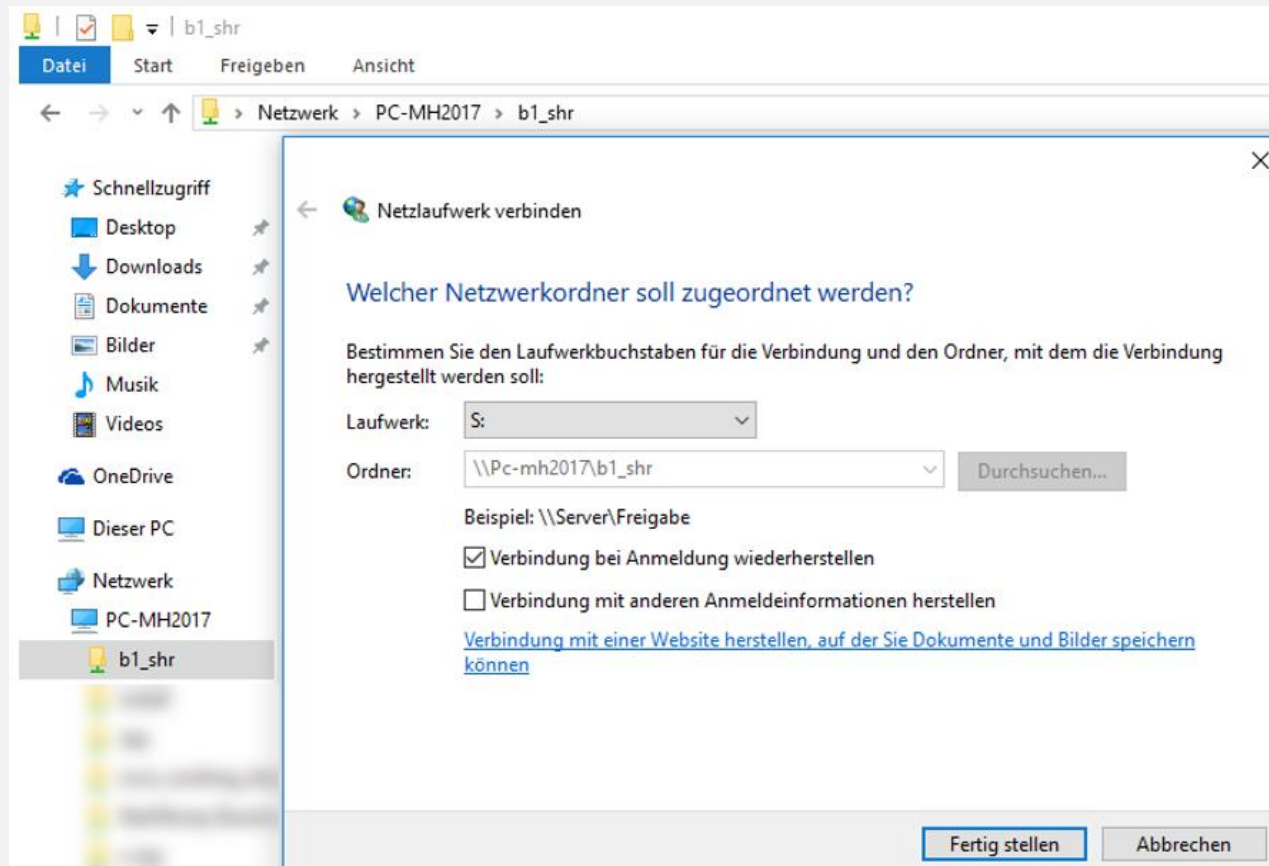 b1_shr
Datei Start Freigeben Ansicht
Netzwerk > PC-MH2017 > b1_shr
Schnellzugriff
Desktop
Downloads
Dokumente
Bilder
Musik
Videos
OneDrive
Dieser PC
Netzwerk
PC-MH2017
b1_shr
Netzlaufwerk verbinden
Welcher Netzwerkordner soll zugeordnet werden?
Bestimmen Sie den Laufwerkbuchstaben für die Verbindung und den Ordner, mit dem die Verbindung
hergestellt werden soll:
Laufwerk: S:
Ordner: \\Pc-mh2017\b1_shr Durchsuchen...
Beispiel: \\Server\Freigabe
Verbindung bei Anmeldung wiederherstellen
Verbindung mit anderen Anmeldeinformationen herstellen
Verbindung mit einer Website herstellen, auf der Sie Dokumente und Bilder speichern
können
Fertig stellen Abbrechen